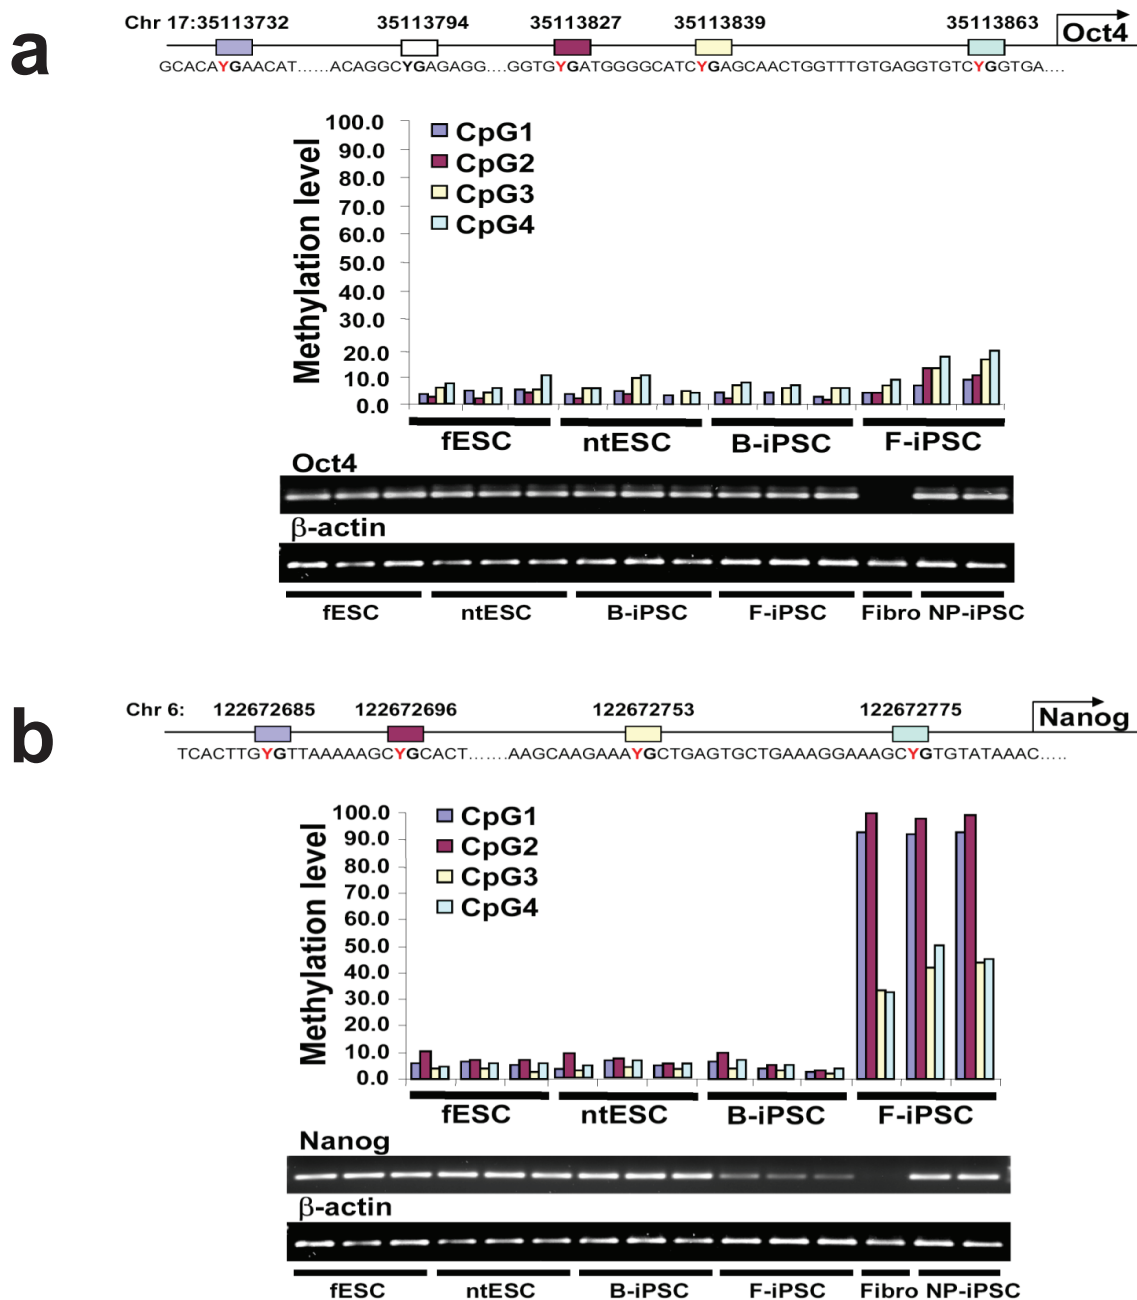 a
Chr 17:35113732 35113794 35113827 35113839 35113863 Oct4
GCACAYGAACAT......ACAGGCYGAGAGG....GGTGYGATGGGGCATCYGAGCAACTGGTTTGTGAGGTGTCYGGTGA....
Methylation level
100.0
90.0
80.0
70.0
60.0
50.0
40.0
30.0
20.0
10.0
0.0
CpG1
CpG2
CpG3
CpG4
fESC ntESC B-iPSC F-iPSC
Oct4
β-actin
fESC ntESC B-iPSC F-iPSC Fibro NP-iPSC
b
Chr 6: 122672685 122672696 122672753 122672775 Nanog
TCACTTGYGTTAAAAAGCYGCACT.......AAGCAAGAAAYGCTGAGTGCTGAAAGGAAAGCYGTGTATAAAC.....
Methylation level
100.0
90.0
80.0
70.0
60.0
50.0
40.0
30.0
20.0
10.0
0.0
CpG1
CpG2
CpG3
CpG4
fESC ntESC B-iPSC F-iPSC
Nanog
β-actin
fESC ntESC B-iPSC F-iPSC Fibro NP-iPSC